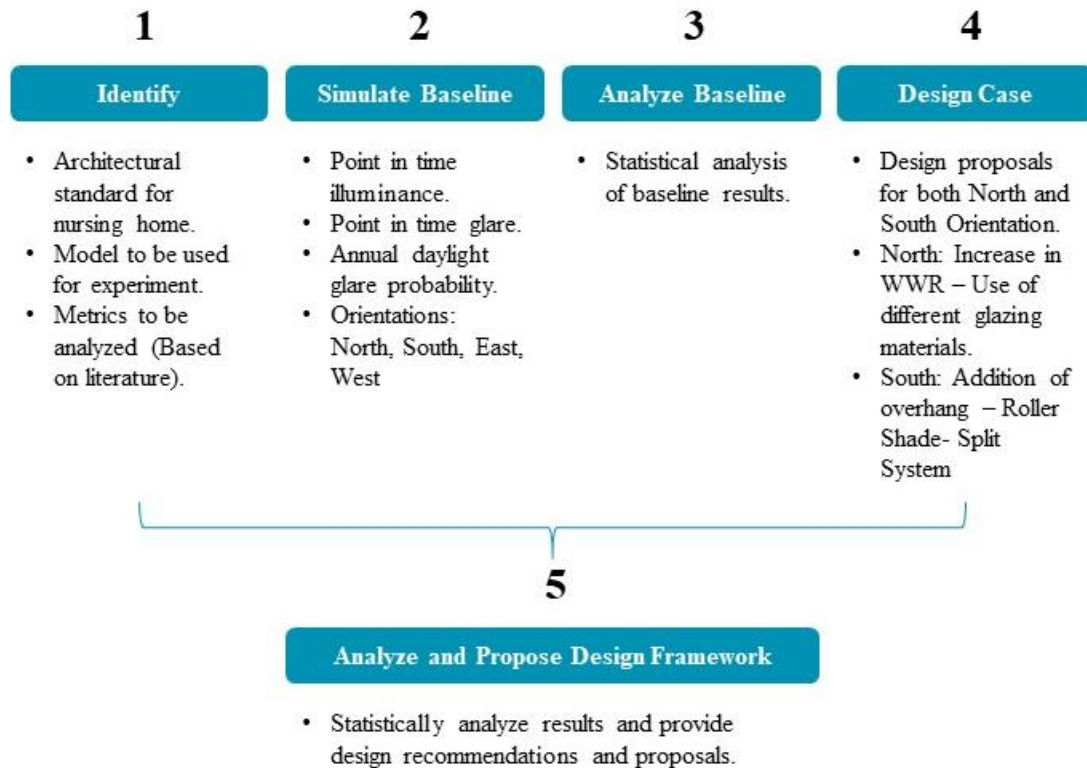 1
Identify
• Architectural
standard for
nursing home.
• Model to be used
for experiment.
• Metrics to be
analyzed (Based
on literature).
2
Simulate Baseline
• Point in time
illuminance.
• Point in time glare.
• Annual daylight
glare probability.
• Orientations:
North, South, East,
West
3
Analyze Baseline
• Statistical analysis
of baseline results.
4
Design Case
• Design proposals
for both North and
South Orientation.
• North: Increase in
WWR – Use of
different glazing
materials.
• South: Addition of
overhang – Roller
Shade- Split
System
5
Analyze and Propose Design Framework
• Statistically analyze results and provide
design recommendations and proposals.